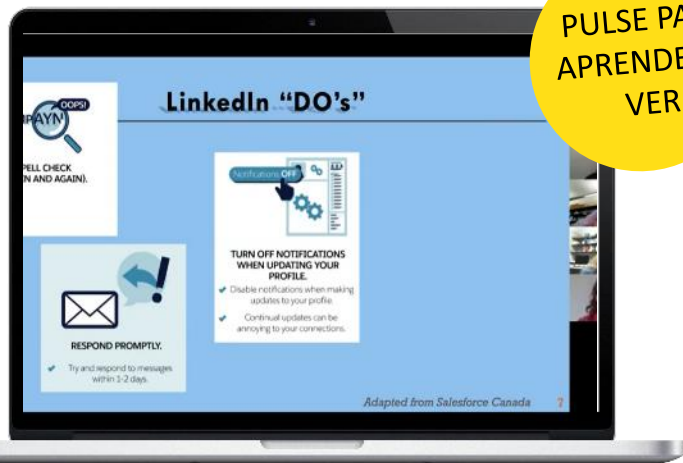 PULSE PA
APRENDE
VER
LinkedIn "DO's"
OOPS!
PAYN
PELL CHECK
N AND AGAIN).
Notifications OFF
TURN OFF NOTIFICATIONS
WHEN UPDATING YOUR
PROFILE.
✔ Disable notifications when making
updates to your profile.
✔ Continual updates can be
annoying to your connections.
RESPOND PROMPTLY.
✔ Try and respond to messages
within 1-2 days.
Adapted from Salesforce Canada 7